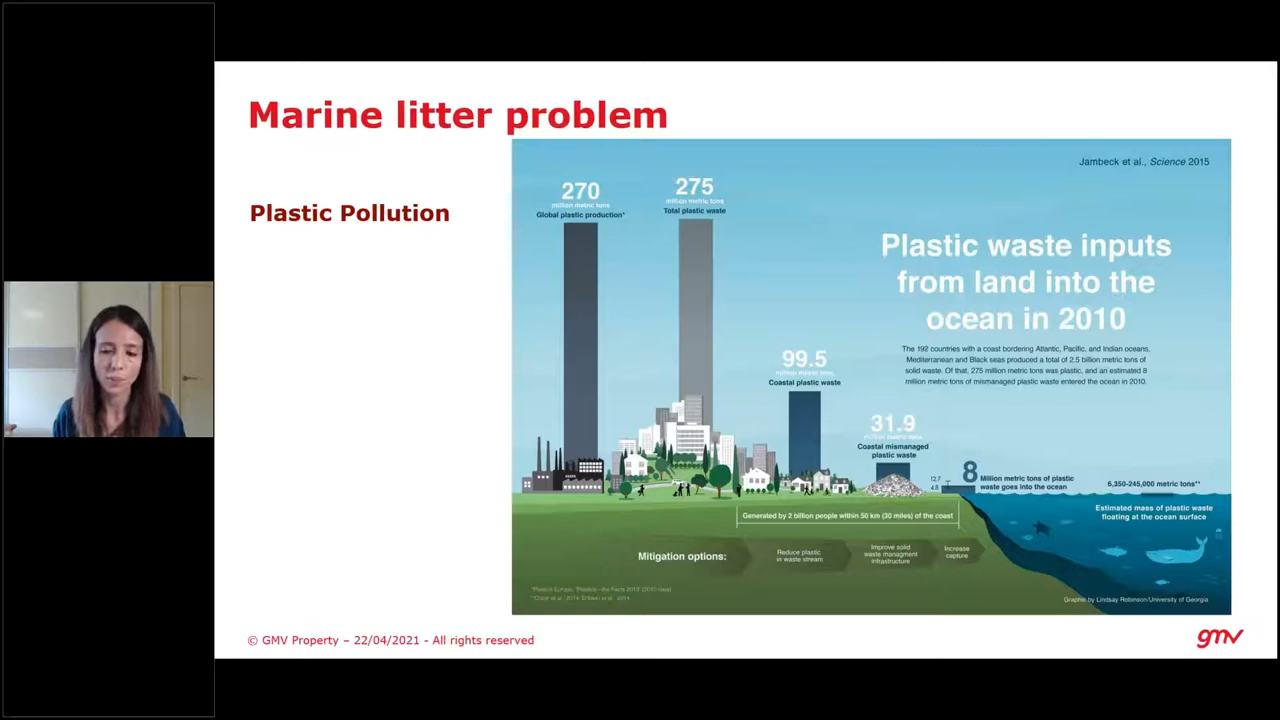 Marine litter problem
Plastic Pollution
Jambeck et al., Science 2015
270
million metric tons
Global plastic production*
275
million metric tons
Total plastic waste
Plastic waste inputs
from land into the
ocean in 2010
The 192 countries with a coast bordering Atlantic, Pacific, and Indian oceans,
Mediterranean and Black seas produced a total of 2.5 billion metric tons of
solid waste. Of that, 275 million metric tons was plastic, and an estimated 8
million metric tons of mismanaged plastic waste entered the ocean in 2010.
99.5
million metric tons
Coastal plastic waste
31.9
million metric tons
Coastal mismanaged
plastic waste
12.7
4.8
8
Million metric tons of plastic
waste goes into the ocean
6,350-245,000 metric tons**
Estimated mass of plastic waste
floating at the ocean surface
Generated by 2 billion people within 50 km (30 miles) of the coast
Mitigation options:
Reduce plastic
in waste stream
Improve solid
waste managment
infrastructure
Increase
capture
Graphic by Lindsay Robinson/University of Georgia
© GMV Property – 22/04/2021 - All rights reserved
gmv